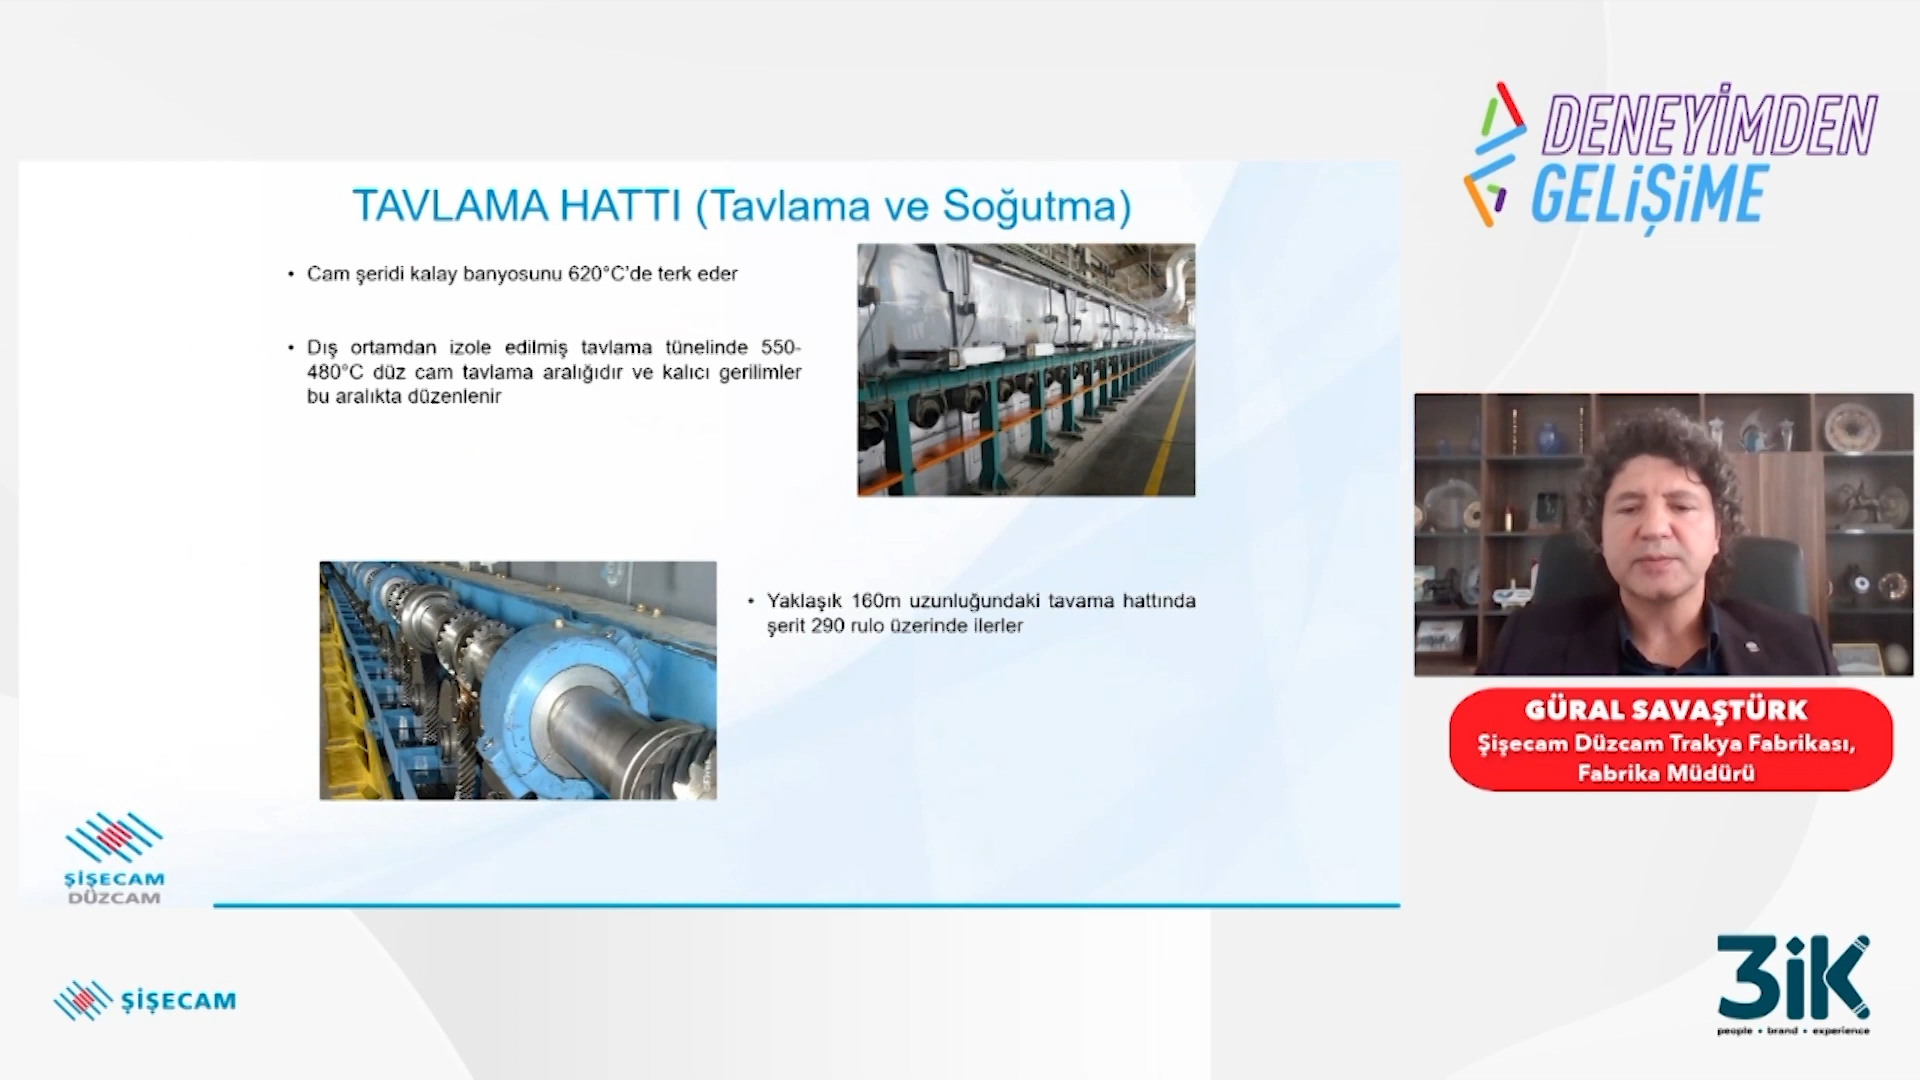 DENEYİMDEN
GELİŞİME
TAVLAMA HATTI (Tavlama ve Soğutma)
• Cam şeridi kalay banyosunu 620°C'de terk eder
• Dış ortamdan izole edilmiş tavlama tünelinde 550-
480°C düz cam tavlama aralığıdır ve kalıcı gerilimler
bu aralıkta düzenlenir
• Yaklaşık 160m uzunluğundaki tavama hattında
şerit 290 rulo üzerinde ilerler
GÜRAL SAVAŞTÜRK
Şişecam Düzcam Trakya Fabrikası,
Fabrika Müdürü
ŞİŞECAM
DÜZCAM
ŞİŞECAM
3iK
people • brand • experience